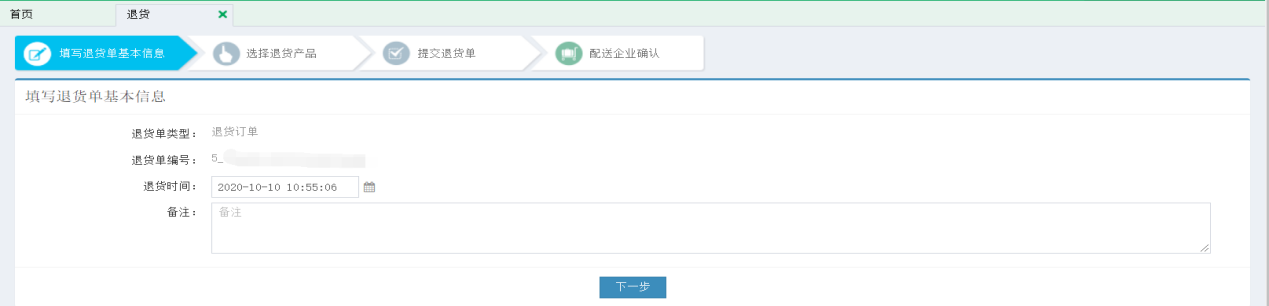 首页 退货
填写退货单基本信息 选择退货产品 提交退货单 配送企业确认
填写退货单基本信息
退货单类型： 退货订单
退货单编号： 5_
退货时间： 2020-10-10 10:55:06
备注： 备注
下一步